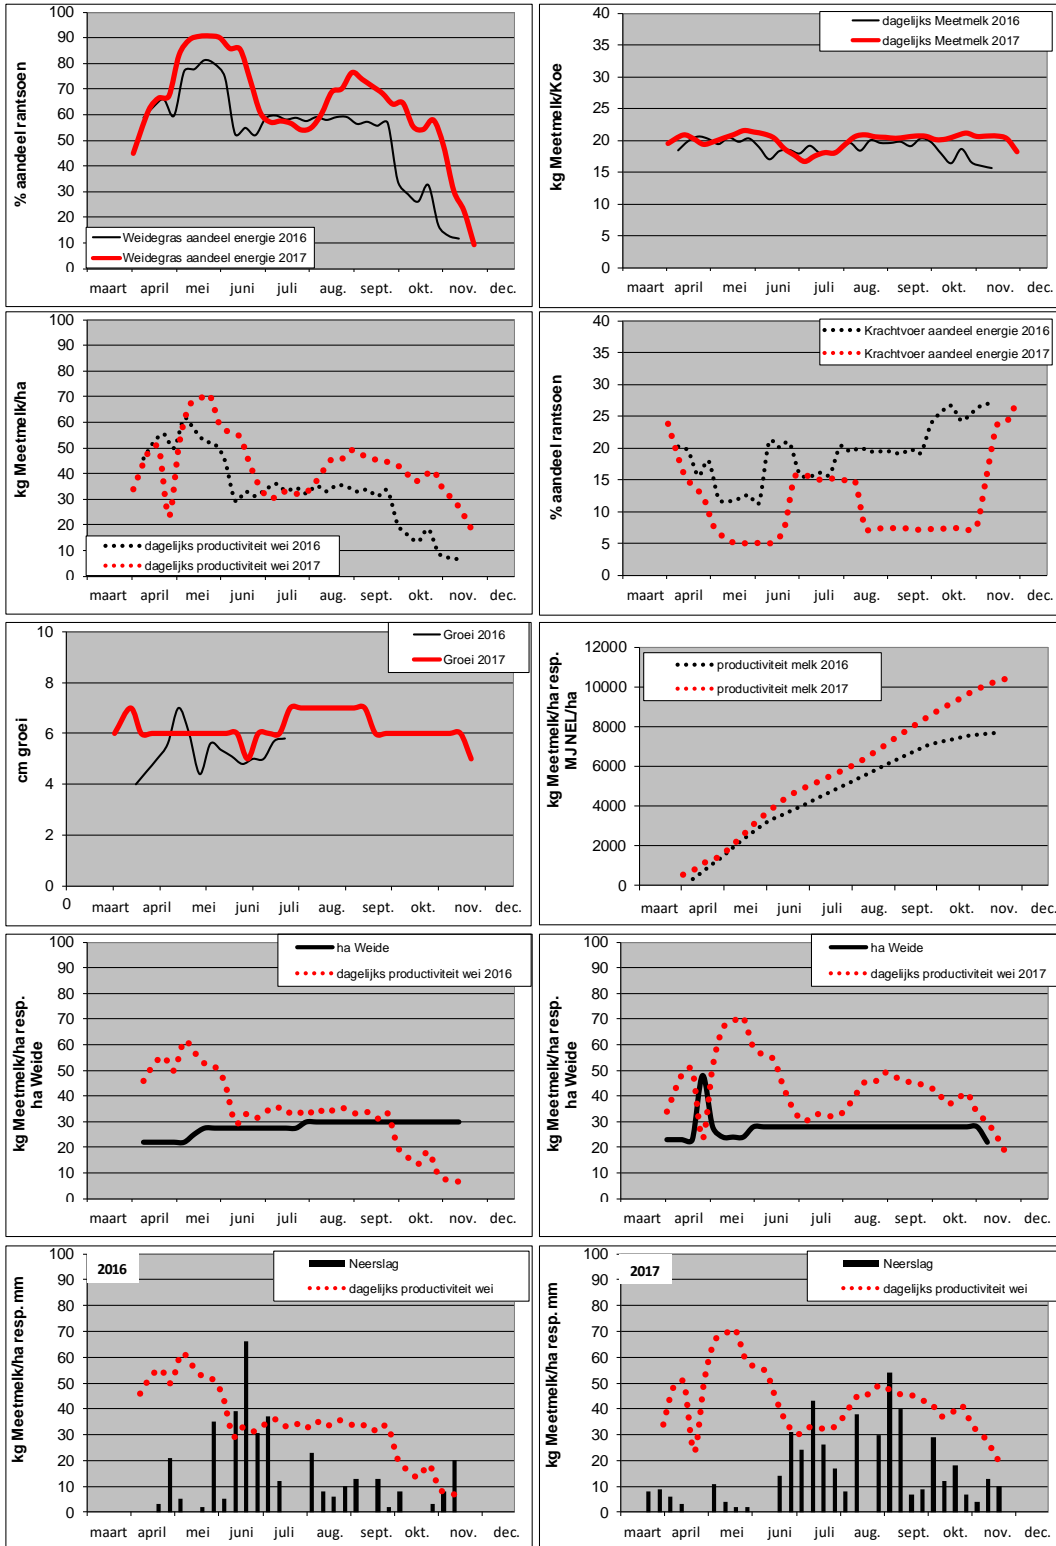 100
90
80
70
60
50
40
30
20
10
0
% aandeel rantsoen
Weidegras aandeel energie 2016
Weidegras aandeel energie 2017
maart april mei juni juli aug. sept. okt. nov. dec.
40
35
30
25
20
15
10
5
0
kg Meetmelk/Koe
dagelijks Meetmelk 2016
dagelijks Meetmelk 2017
maart april mei juni juli aug. sept. okt. nov. dec.
100
90
80
70
60
50
40
30
20
10
0
kg Meetmelk/ha
dagelijks productiviteit wei 2016
dagelijks productiviteit wei 2017
maart april mei juni juli aug. sept. okt. nov. dec.
40
35
30
25
20
15
10
5
0
% aandeel rantsoen
Krachtvoer aandeel energie 2016
Krachtvoer aandeel energie 2017
maart april mei juni juli aug. sept. okt. nov. dec.
10
8
6
4
2
0
cm groei
Groei 2016
Groei 2017
0 maart april mei juni juli aug. sept. okt. nov. dec.
12000
10000
8000
6000
4000
2000
0
kg Meetmelk/ha resp.
MJ NEL/ha
productiviteit melk 2016
productiviteit melk 2017
maart april mei juni juli aug. sept. okt. nov. dec.
100
90
80
70
60
50
40
30
20
10
0
kg Meetmelk/ha resp.
ha Weide
ha Weide
dagelijks productiviteit wei 2016
maart april mei juni juli aug. sept. okt. nov. dec.
100
90
80
70
60
50
40
30
20
10
0
kg Meetmelk/ha resp.
ha Weide
ha Weide
dagelijks productiviteit wei 2017
maart april mei juni juli aug. sept. okt. nov. dec.
100
90
80
70
60
50
40
30
20
10
0
kg Meetmelk/ha resp. mm
2016
Neerslag
dagelijks productiviteit wei
maart april mei juni juli aug. sept. okt. nov. dec.
100
90
80
70
60
50
40
30
20
10
0
kg Meetmelk/ha resp. mm
2017
Neerslag
dagelijks productiviteit wei
maart april mei juni juli aug. sept. okt. nov. dec.